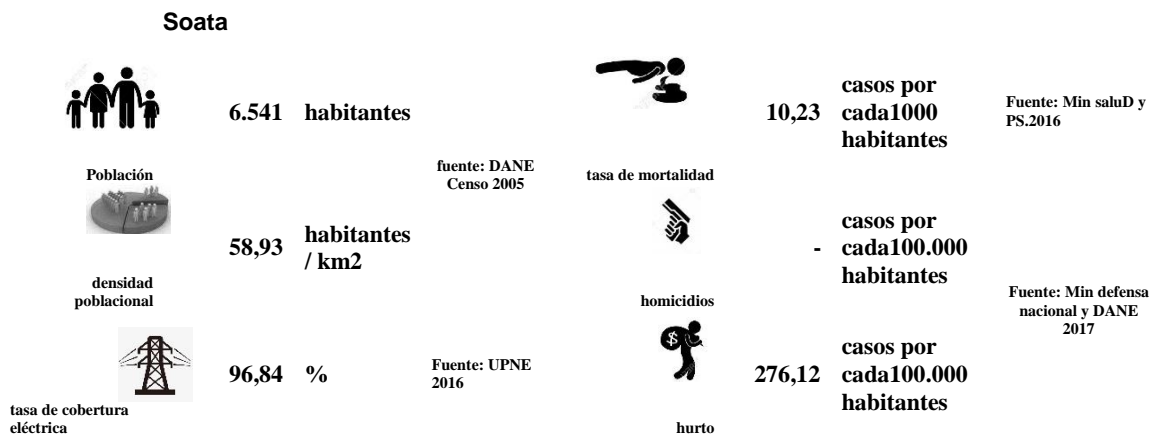 Soata
6.541 habitantes
Población
fuente: DANE
Censo 2005
58,93 habitantes
/ km2
densidad
poblacional
96,84 %
Fuente: UPNE
2016
tasa de cobertura
eléctrica
10,23
casos por
cada1000
habitantes
Fuente: Min saluD y
PS.2016
tasa de mortalidad
-
casos por
cada100.000
habitantes
homicidios
Fuente: Min defensa
nacional y DANE
2017
$
276,12
casos por
cada100.000
habitantes
hurto